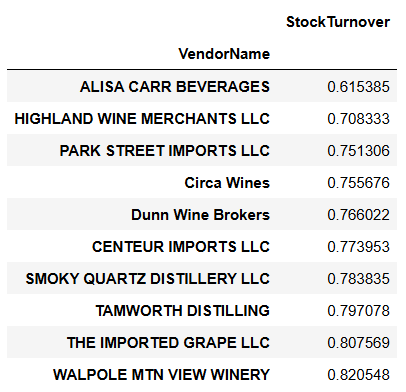 StockTurnover
VendorName
ALISA CARR BEVERAGES 0.615385
HIGHLAND WINE MERCHANTS LLC 0.708333
PARK STREET IMPORTS LLC 0.751306
Circa Wines 0.755676
Dunn Wine Brokers 0.766022
CENTEUR IMPORTS LLC 0.773953
SMOKY QUARTZ DISTILLERY LLC 0.783835
TAMWORTH DISTILLING 0.797078
THE IMPORTED GRAPE LLC 0.807569
WALPOLE MTN VIEW WINERY 0.820548